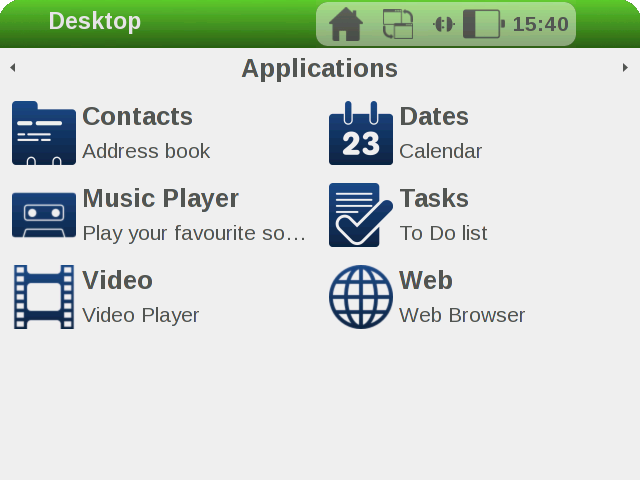 Desktop
15:40
Applications
Contacts
Address book
23
Dates
Calendar
Music Player
Play your favourite so...
Tasks
To Do list
Video
Video Player
Web
Web Browser